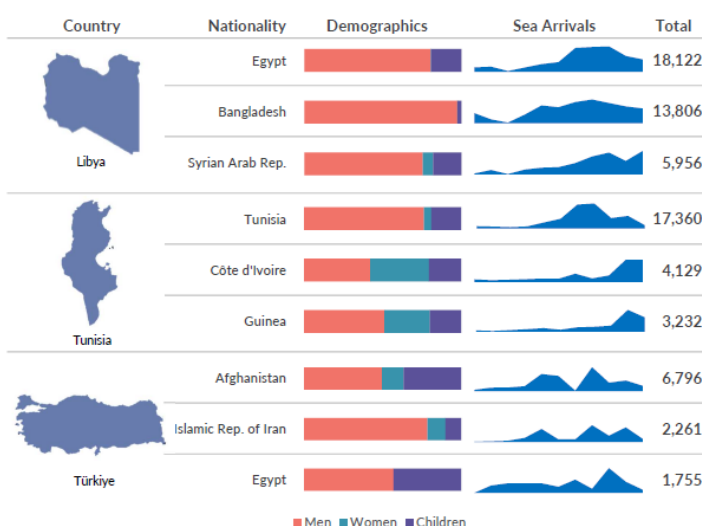 Country Nationality Demographics Sea Arrivals Total
Egypt 18,122
Bangladesh 13,806
Libya
Syrian Arab Rep. 5,956
Tunisia 17,360
Côte d'Ivoire 4,129
Guinea 3,232
Tunisia
Afghanistan 6,796
Islamic Rep. of Iran 2,261
Türkiye Egypt 1,755
Men Women Children